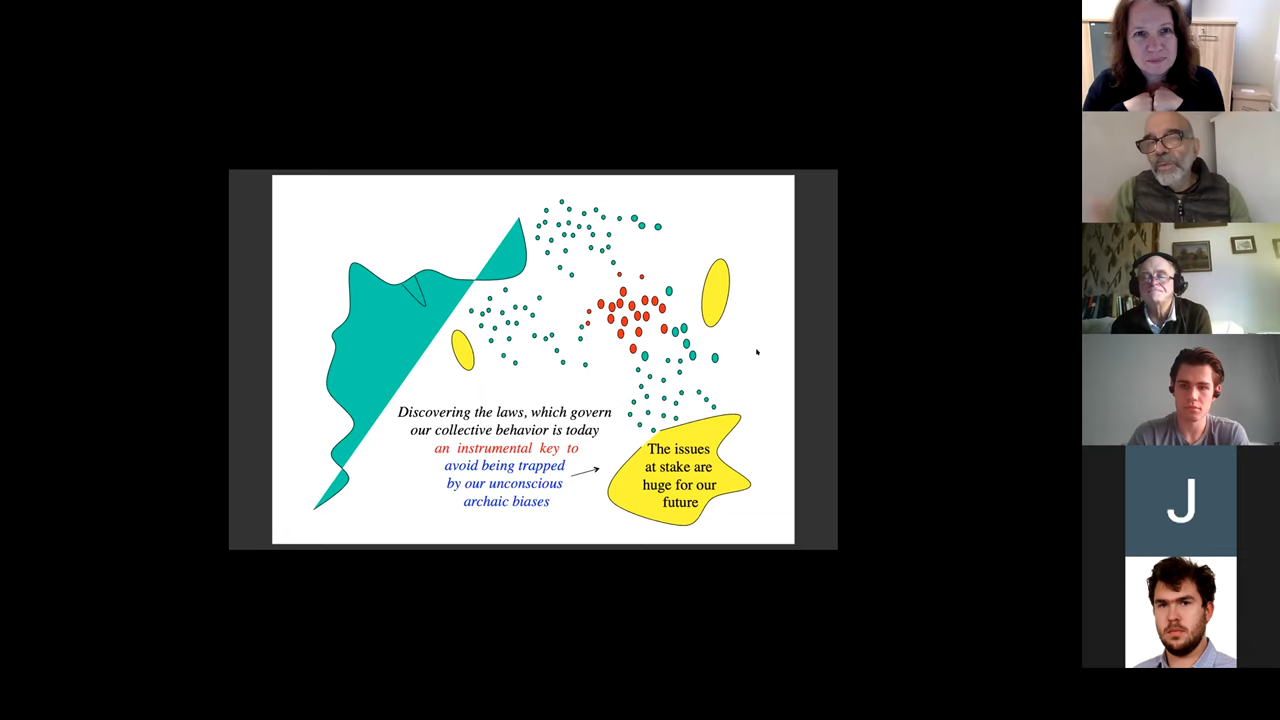 Discovering the laws, which govern
our collective behavior is today
an instrumental key to
avoid being trapped
by our unconscious
archaic biases
The issues
at stake are
huge for our
future
J